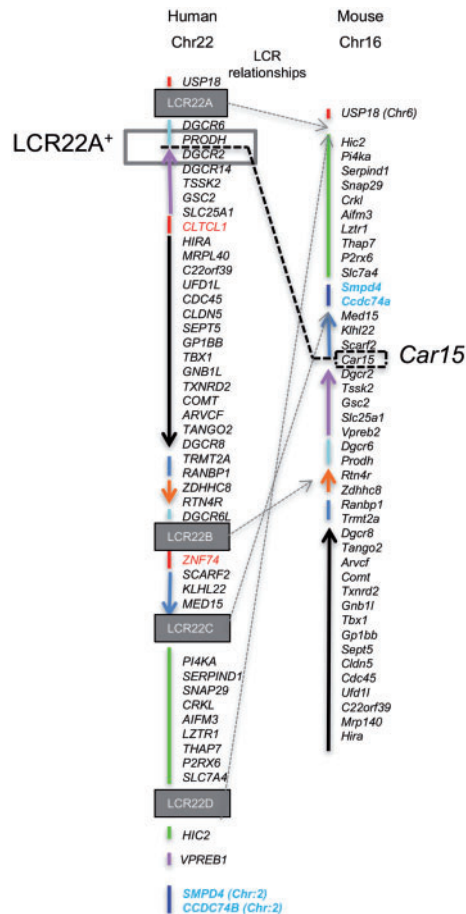 Human
Chr22
Mouse
Chr16
LCR
relationships
USP18
LCR22A
LCR22A+
DGCR6
PRODH
DGCR2
DGCR14
TSSK2
GSC2
SLC25A1
CLTCL1
HIRA
MRPL40
C22orf39
UFD1L
CDC45
CLDN5
SEPT5
GP1BB
TBX1
GNB1L
TXNRD2
COMT
ARVCF
TANGO2
DGCR8
TRMT2A
RANBP1
ZDHHC8
RTN4R
DGCR6L
LCR22B
ZNF74
SCARF2
KLHL22
MED15
LCR22C
PI4KA
SERPIND1
SNAP29
CRKL
AIFM3
LZTR1
THAP7
P2RX6
SLC7A4
LCR22D
HIC2
VPREB1
SMPD4 (Chr:2)
CCDC74B (Chr:2)
USP18 (Chr6)
Hic2
Pi4ka
Serpind1
Snap29
Crkl
Aifm3
Lztr1
Thap7
P2rx6
Slc7a4
Smpd4
Ccdc74a
Med15
Klhl22
Scarf2
Car15
Car15
Dgcr2
Tssk2
Gsc2
Slc25a1
Vpreb2
Dgcr6
Prodh
Rtn4r
Zdhhc8
Ranbp1
Trmt2a
Dgcr8
Tango2
Arvcf
Comt
Txnrd2
Gnb1l
Tbx1
Gp1bb
Sept5
Cldn5
Cdc45
Ufd1l
C22orf39
Mrp140
Hira